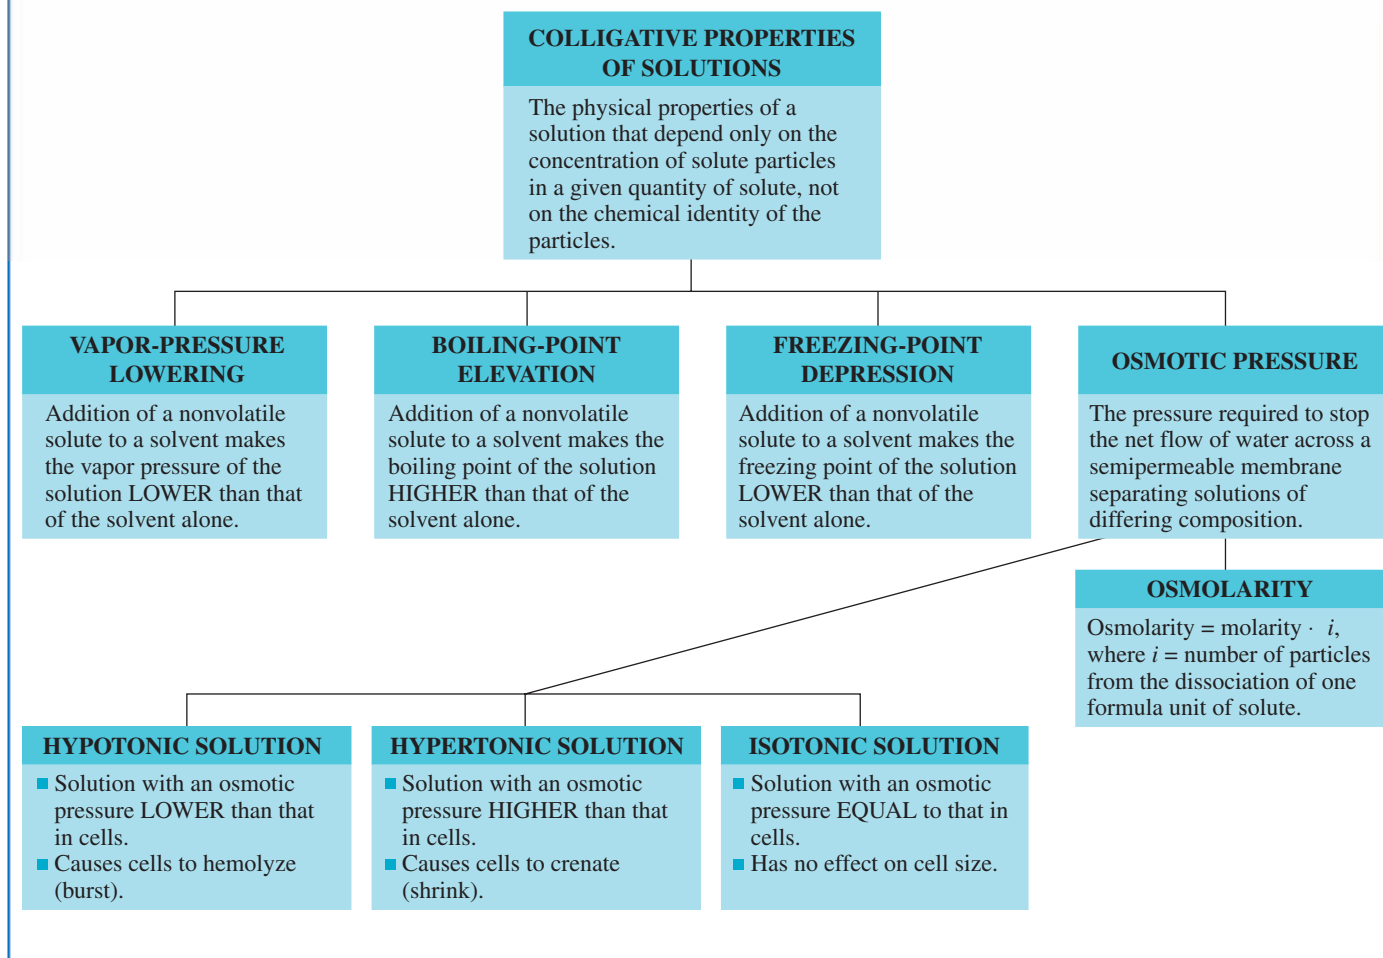 COLLIGATIVE PROPERTIES
OF SOLUTIONS
The physical properties of a
solution that depend only on the
concentration of solute particles
in a given quantity of solute, not
on the chemical identity of the
particles.
VAPOR-PRESSURE
LOWERING
Addition of a nonvolatile
solute to a solvent makes
the vapor pressure of the
solution LOWER than that
of the solvent alone.
BOILING-POINT
ELEVATION
Addition of a nonvolatile
solute to a solvent makes the
boiling point of the solution
HIGHER than that of the
solvent alone.
FREEZING-POINT
DEPRESSION
Addition of a nonvolatile
solute to a solvent makes the
freezing point of the solution
LOWER than that of the
solvent alone.
OSMOTIC PRESSURE
The pressure required to stop
the net flow of water across a
semipermeable membrane
separating solutions of
differing composition.
OSMOLARITY
Osmolarity = molarity · i,
where i = number of particles
from the dissociation of one
formula unit of solute.
HYPOTONIC SOLUTION
■ Solution with an osmotic
pressure LOWER than that
in cells.
■ Causes cells to hemolyze
(burst).
HYPERTONIC SOLUTION
■ Solution with an osmotic
pressure HIGHER than that
in cells.
■ Causes cells to crenate
(shrink).
ISOTONIC SOLUTION
■ Solution with an osmotic
pressure EQUAL to that in
cells.
■ Has no effect on cell size.